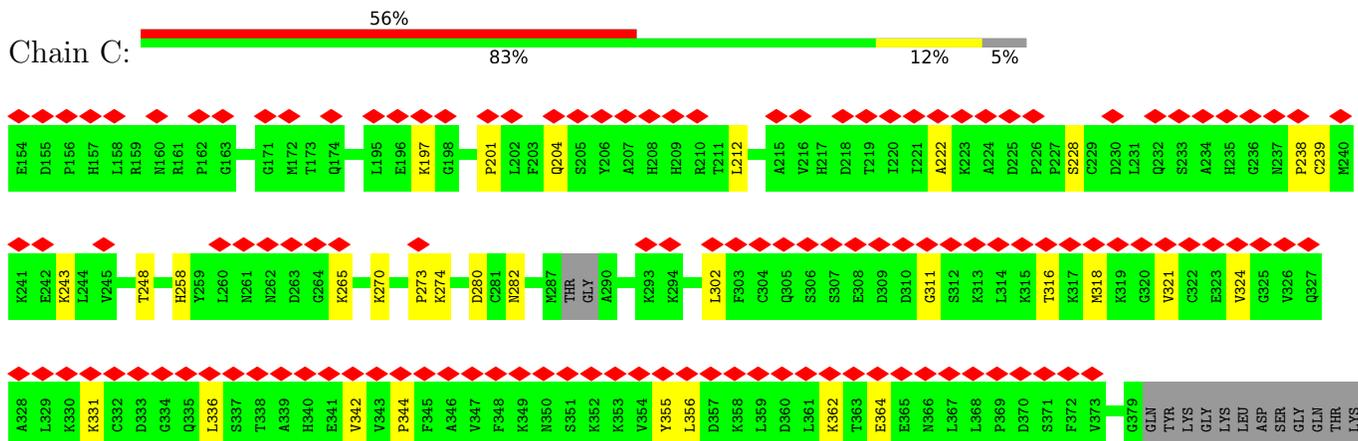 56%
Chain C:
83% 12% 5%
E154 D155 P156 H157 L158 R159 N160 R161 P162 G163 G171 M172 T173 Q174 L195 E196 K197 G198 P201 L202 F203 Q204 S205 Y206 A207 H208 H209 R210 T211 L212 A215 V216 H217 D218 T219 I220 I221 A222 K223 A224 D225 P226 P227 S228 C229 D230 L231 Q232 S233 A234 H235 G236 N237 P238 C239 M240
K241 E242 K243 L244 V245 T248 H258 Y259 L260 N261 N262 D263 G264 K265 K270 P273 K274 D280 C281 N282 M287 THR GLY A290 K293 K294 L302 F303 C304 Q305 S306 S307 E308 D309 D310 G311 S312 K313 L314 K315 T316 K317 M318 K319 G320 V321 C322 E323 V324 G325 V326 Q327
A328 L329 K330 K331 C332 D333 G334 Q335 L336 S337 T338 A339 H340 E341 V342 V343 P344 F345 A346 V347 F348 K349 N350 S351 K352 K353 V354 Y355 L356 D357 K358 L359 D360 L361 K362 T363 E364 E365 N366 L367 L368 P369 D370 S371 F372 V373 G379 GLN TYR LYS GLY LYS LEU ASP SER GLY GLN THR LYS